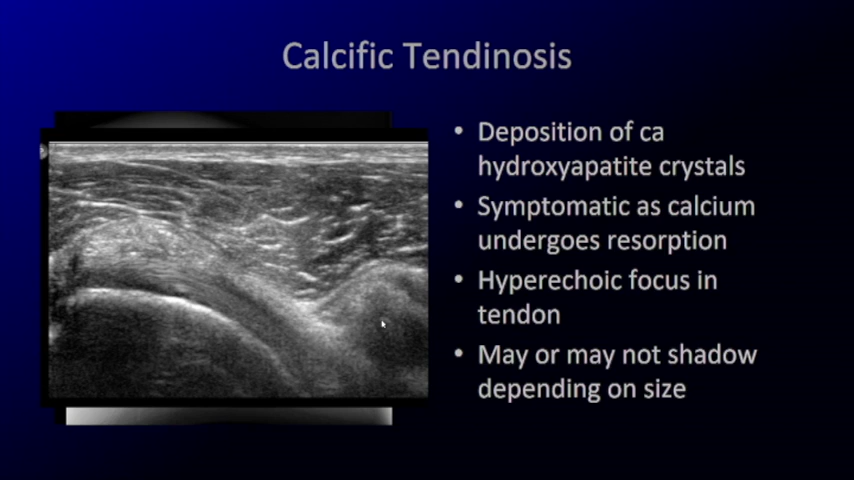 Calcific Tendinosis
• Deposition of ca
hydroxyapatite crystals
• Symptomatic as calcium
undergoes resorption
• Hyperechoic focus in
tendon
• May or may not shadow
depending on size